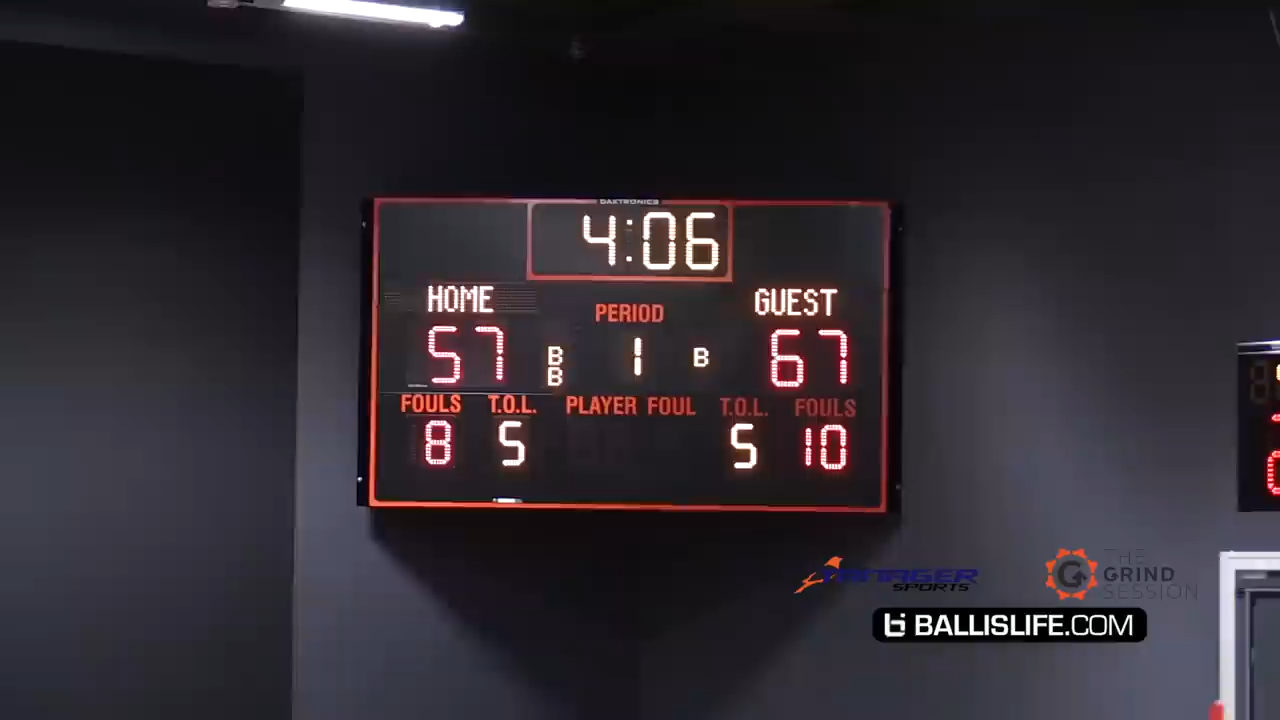 DAKTRONICS
4:06
HOME
PERIOD
GUEST
57
B
B
1
B
67
FOULS
T.O.L.
PLAYER FOUL
T.O.L.
FOULS
8
5
5
10
SPORTS
THE
GRIND
SESSION
BALLISLIFE.COM